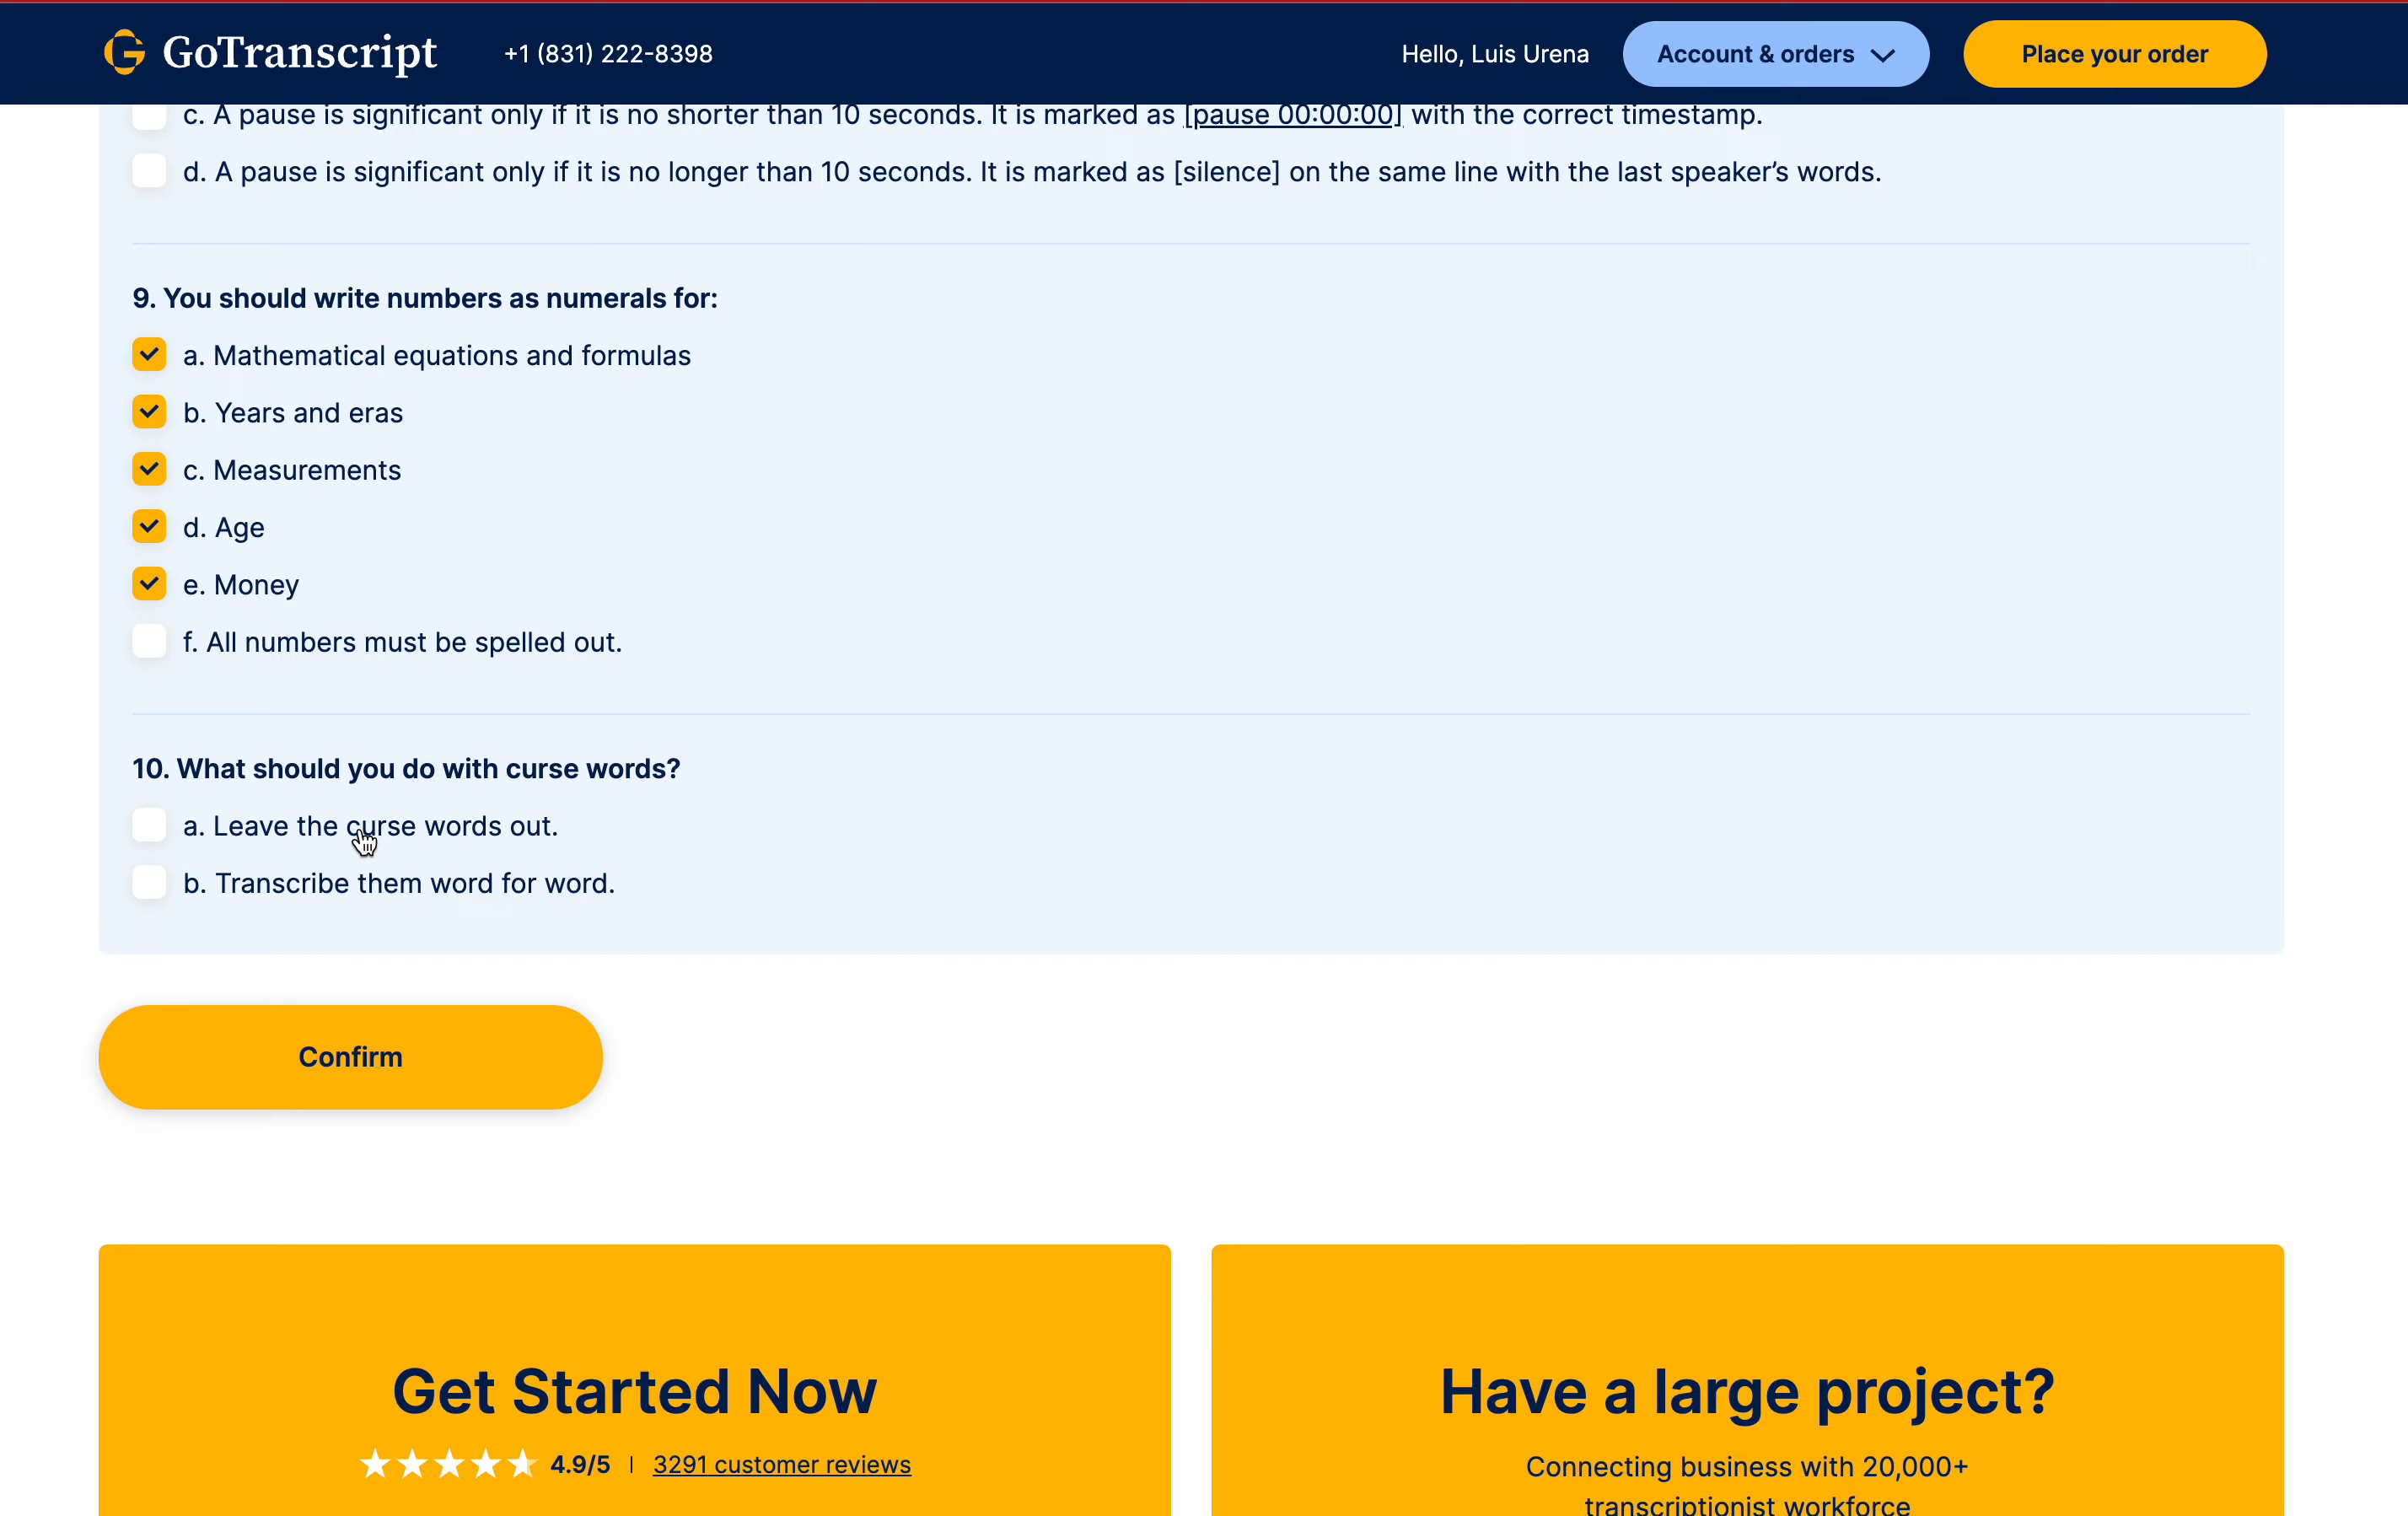 GoTranscript
+1 (831) 222-8398
Hello, Luis Urena
Account & orders
Place your order
c. A pause is significant only if it is no shorter than 10 seconds. It is marked as [pause 00:00:00] with the correct timestamp.
d. A pause is significant only if it is no longer than 10 seconds. It is marked as [silence] on the same line with the last speaker’s words.
9. You should write numbers as numerals for:
a. Mathematical equations and formulas
b. Years and eras
c. Measurements
d. Age
e. Money
f. All numbers must be spelled out.
10. What should you do with curse words?
a. Leave the curse words out.
b. Transcribe them word for word.
Confirm
Get Started Now
4.9/5 | 3291 customer reviews
Have a large project?
Connecting business with 20,000+
transcriptionist workforce